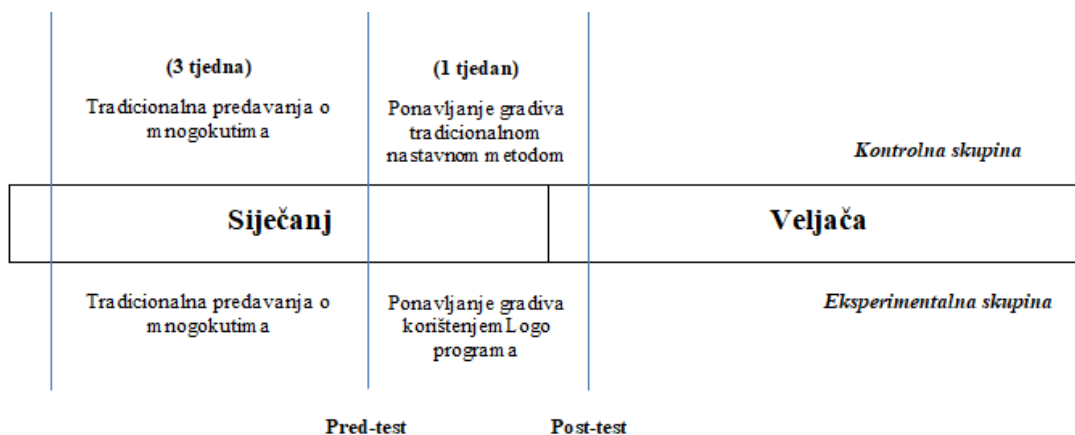 (3 tjedna)
Tradicionalna predavanja o
mnogokutima
(1 tjedan)
Ponavljanje gradiva
tradicionalnom
nastavnom metodom
Kontrolna skupina
Siječanj
Veljača
Tradicionalna predavanja o
mnogokutima
Ponavljanje gradiva
korištenjem Logo
programa
Eksperimentalna skupina
Pred-test
Post-test